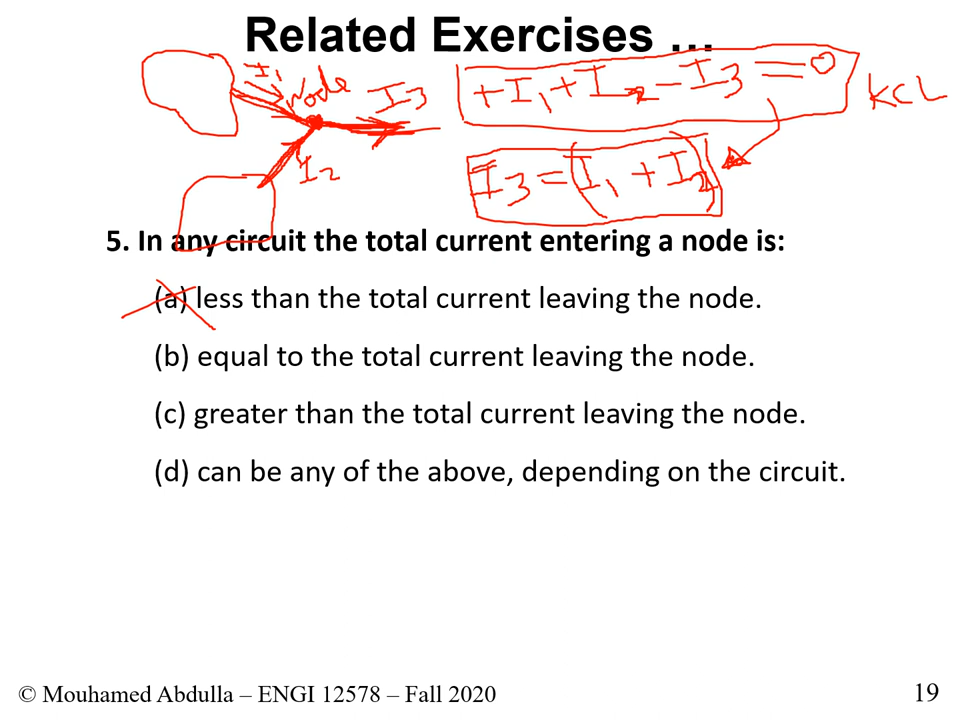 Related Exercises ...
I1
Node
I3
I2
+I1+I2-I3=0
KCL
I3=(I1+I2)
5. In any circuit the total current entering a node is:
(a) less than the total current leaving the node.
(b) equal to the total current leaving the node.
(c) greater than the total current leaving the node.
(d) can be any of the above, depending on the circuit.
© Mouhamed Abdulla – ENGI 12578 – Fall 2020
19